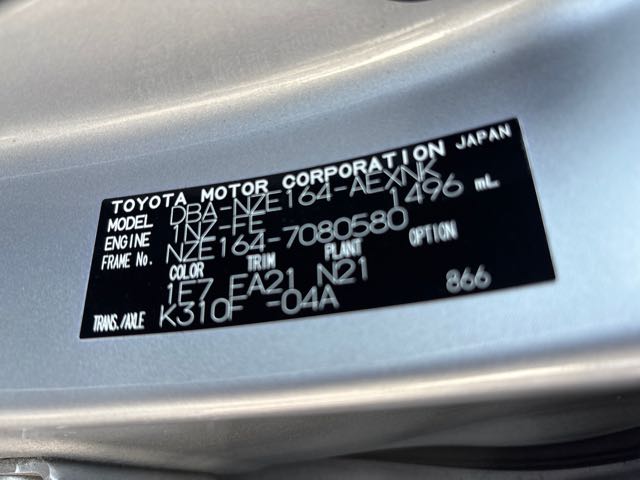 TOYOTA MOTOR CORPORATION JAPAN
MODEL DBA-NZE164-AEXNK
ENGINE 1NZ-FE 1496 mL
FRAME No. NZE164-7080580
COLOR TRIM PLANT OPTION
1E7 FA21 N21
TRANS./AXLE K310F -04A 866